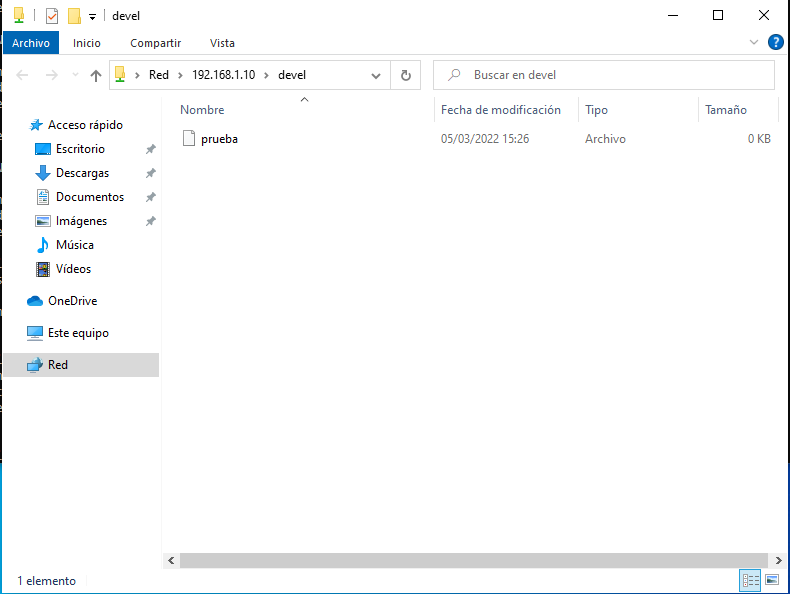 devel
Archivo Inicio Compartir Vista
Red 192.168.1.10 devel Buscar en devel
Nombre Fecha de modificación Tipo Tamaño
prueba 05/03/2022 15:26 Archivo 0 KB
Acceso rápido
Escritorio
Descargas
Documentos
Imágenes
Música
Vídeos
OneDrive
Este equipo
Red
1 elemento